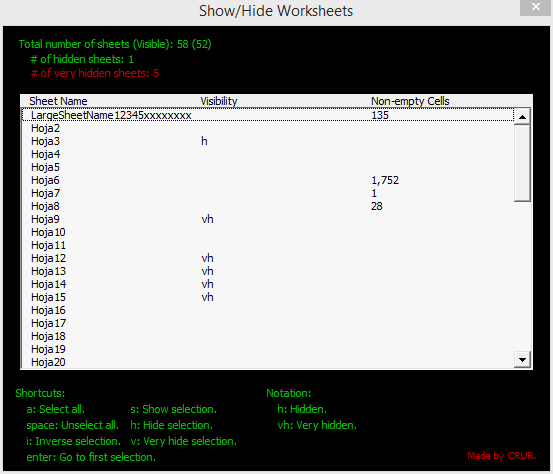 Show/Hide Worksheets
Total number of sheets (Visible): 58 (52)
# of hidden sheets: 1
# of very hidden sheets: 5
Sheet Name Visibility Non-empty Cells
LargeSheetName12345xxxxxxxx 135
Hoja2
Hoja3 h
Hoja4
Hoja5
Hoja6 1,752
Hoja7 1
Hoja8 28
Hoja9 vh
Hoja10
Hoja11
Hoja12 vh
Hoja13 vh
Hoja14 vh
Hoja15 vh
Hoja16
Hoja17
Hoja18
Hoja19
Hoja20
Shortcuts: Notation:
a: Select all. s: Show selection. h: Hidden.
space: Unselect all. h: Hide selection. vh: Very hidden.
i: Inverse selection. v: Very hide selection.
enter: Go to first selection.
Made by CRUR.